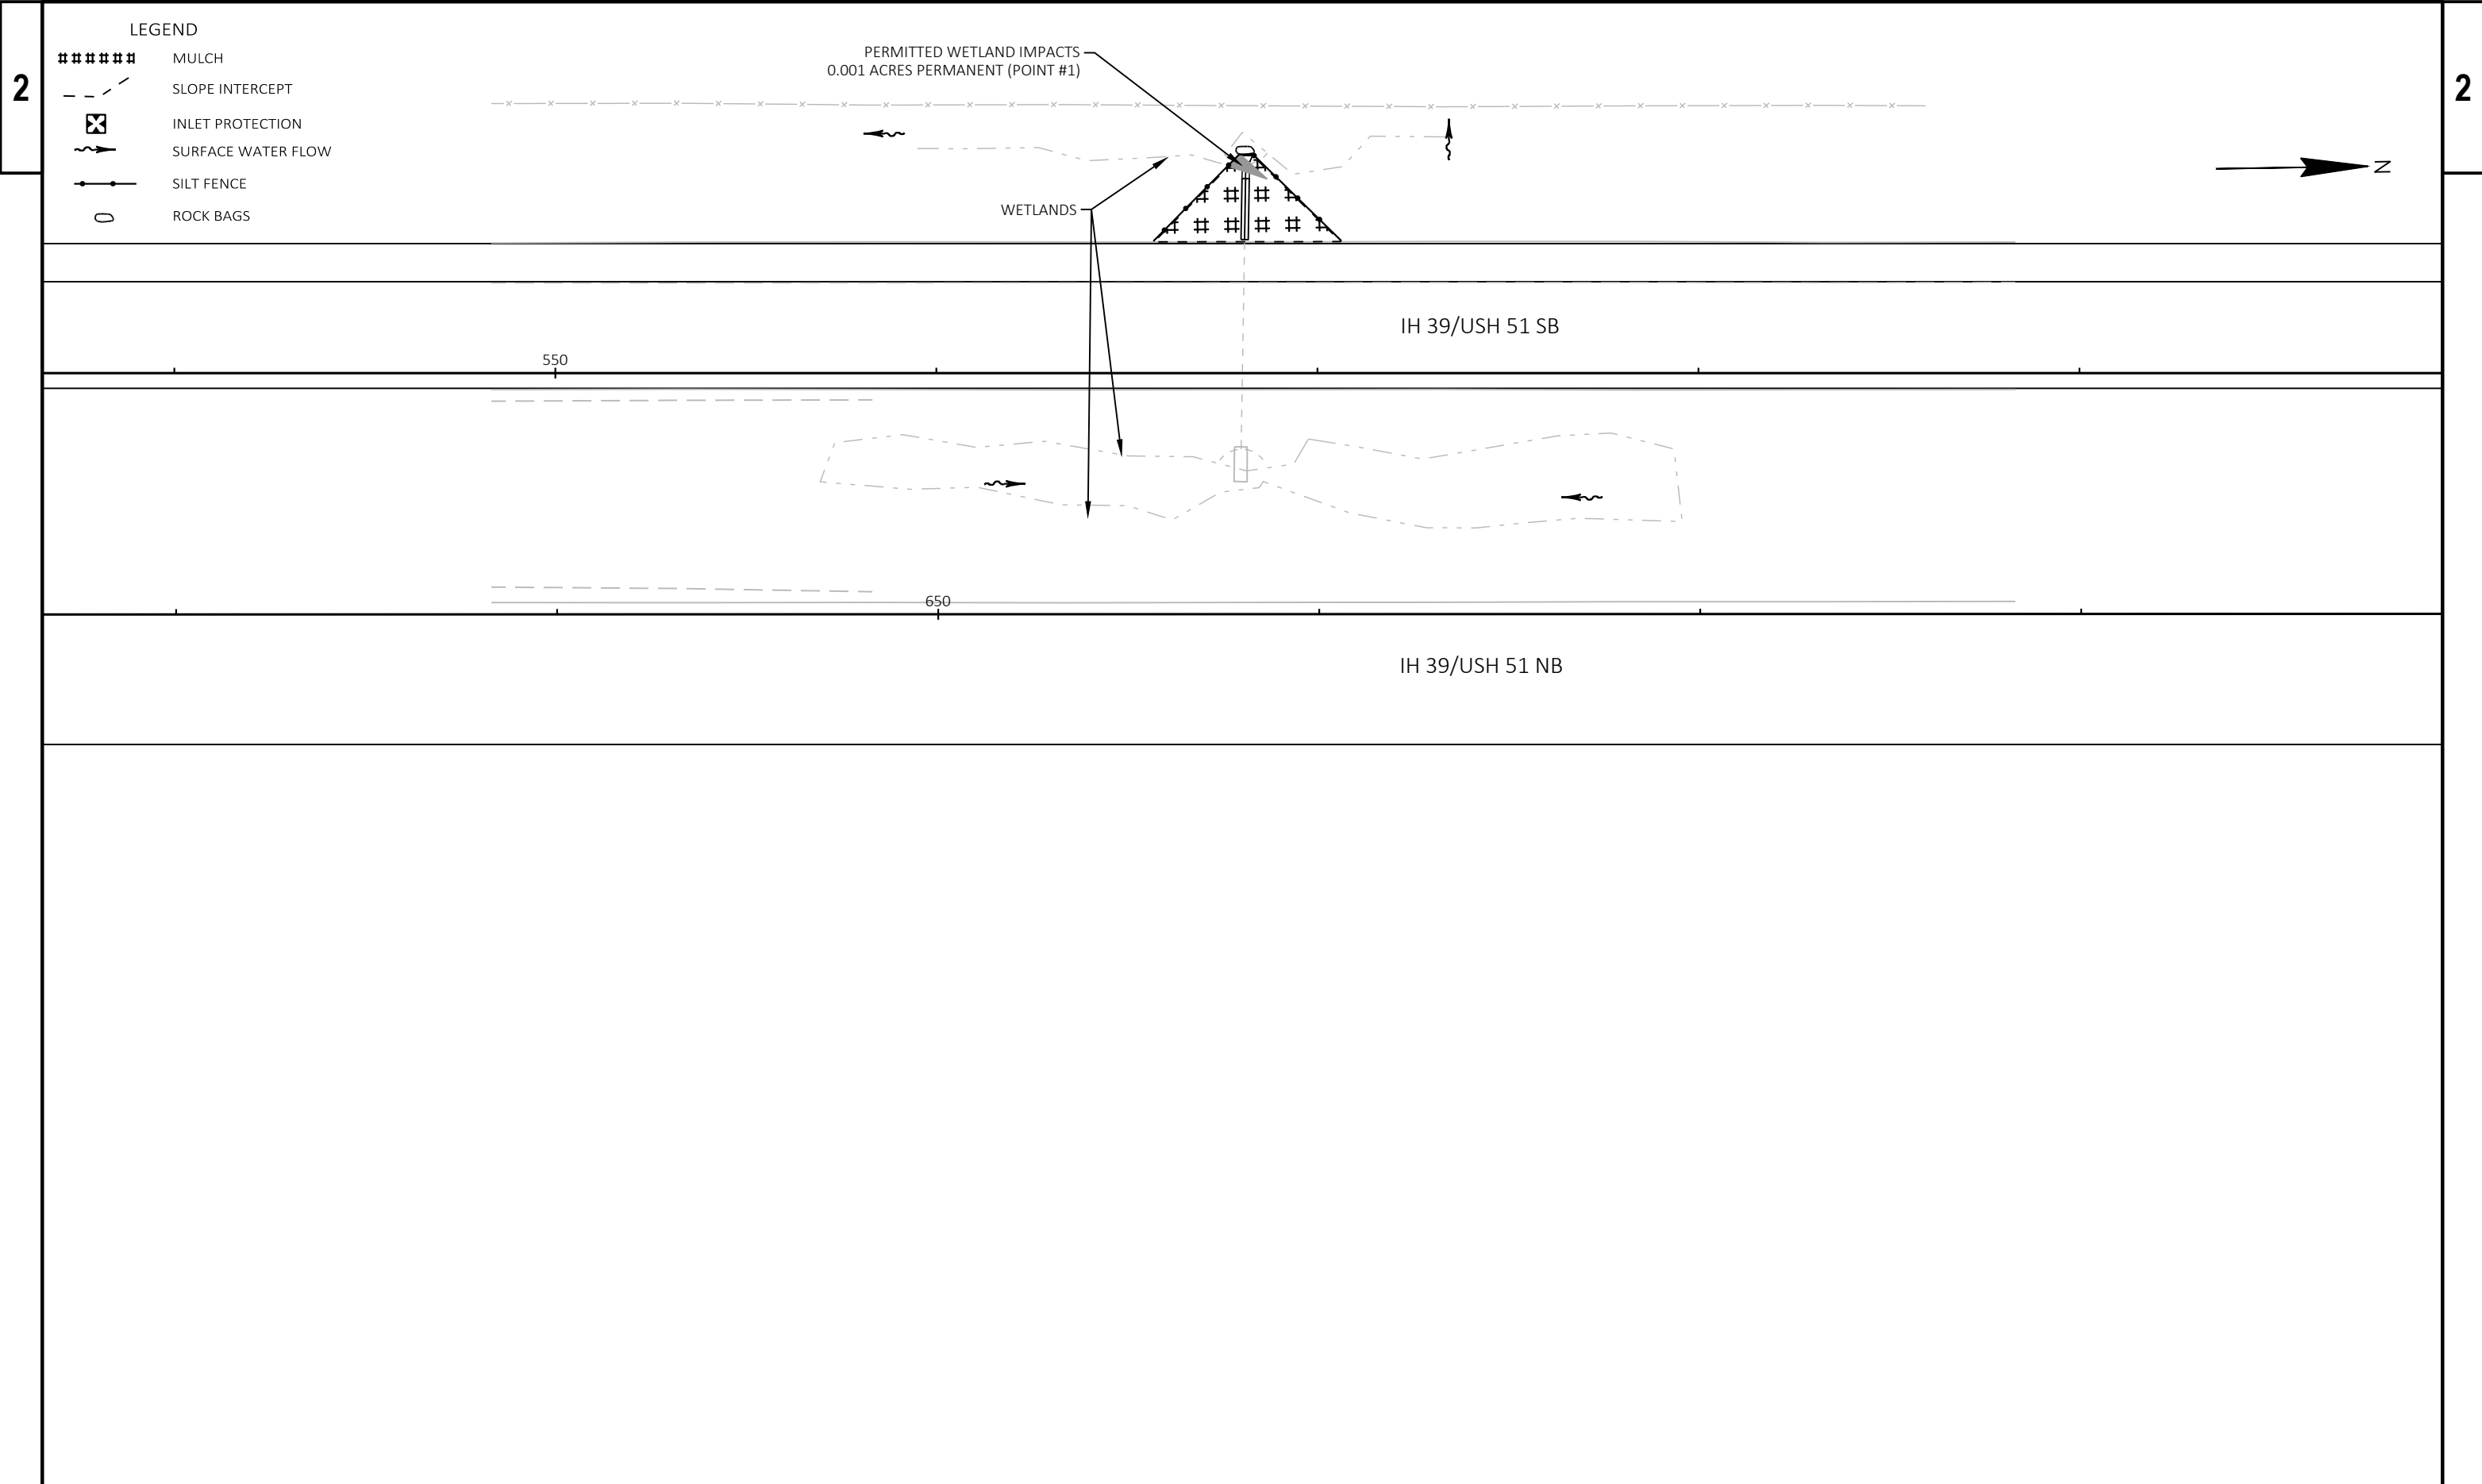 LEGEND
MULCH
SLOPE INTERCEPT
INLET PROTECTION
SURFACE WATER FLOW
SILT FENCE
ROCK BAGS
2
2
PERMITTED WETLAND IMPACTS
0.001 ACRES PERMANENT (POINT #1)
WETLANDS
N
IH 39/USH 51 SB
550
650
IH 39/USH 51 NB